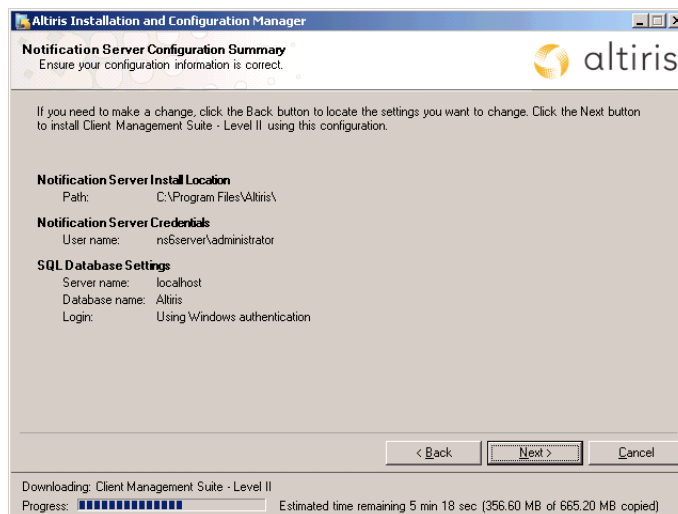 Altiris Installation and Configuration Manager
Notification Server Configuration Summary
Ensure your configuration information is correct.
altiris
If you need to make a change, click the Back button to locate the settings you want to change. Click the Next button
to install Client Management Suite - Level II using this configuration.
Notification Server Install Location
Path: C:\Program Files\Altiris\
Notification Server Credentials
User name: ns6server\administrator
SQL Database Settings
Server name: localhost
Database name: Altiris
Login: Using Windows authentication
< Back Next > Cancel
Downloading: Client Management Suite - Level II
Progress: Estimated time remaining 5 min 18 sec (356.60 MB of 665.20 MB copied)